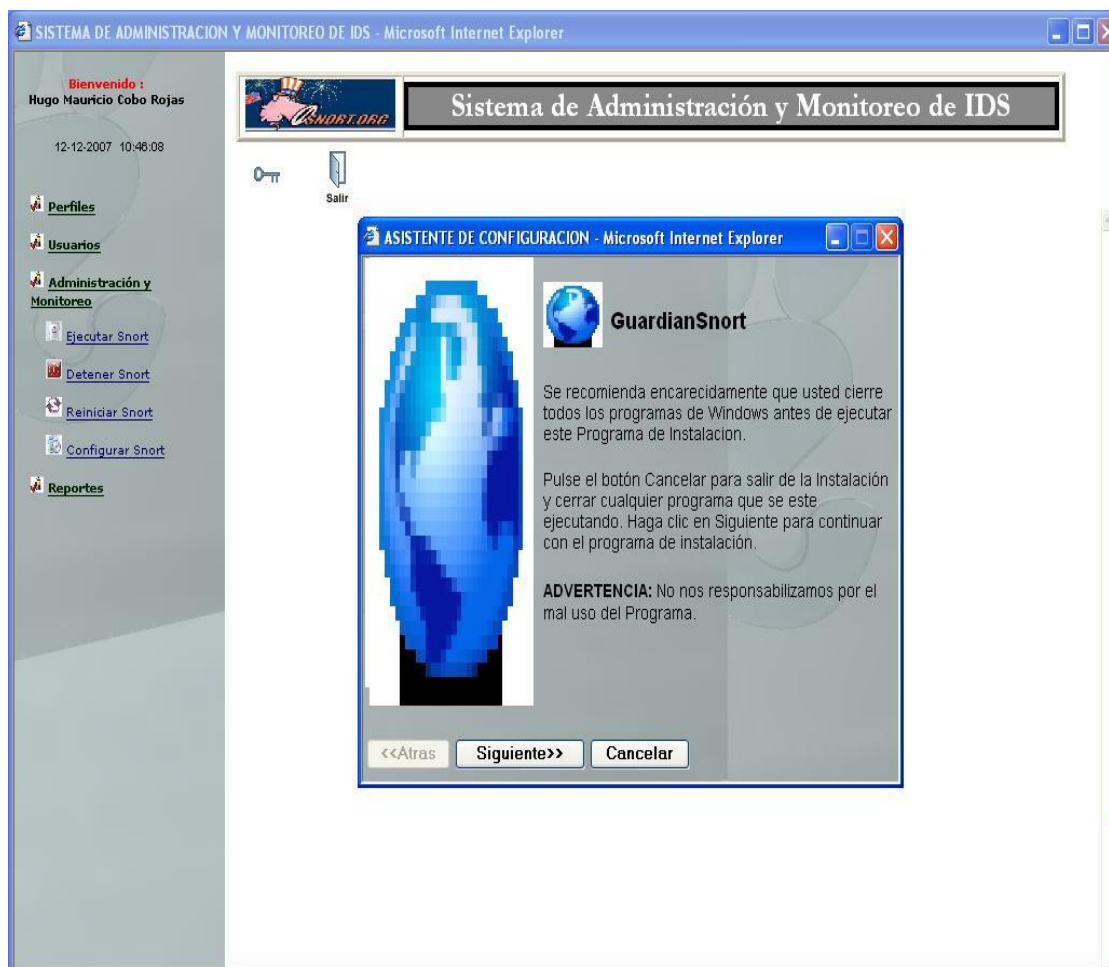 SISTEMA DE ADMINISTRACION Y MONITOREO DE IDS - Microsoft Internet Explorer
Bienvenido :
Hugo Mauricio Cobo Rojas
12-12-2007 10:46:08
Perfiles
Usuarios
Administración y
Monitoreo
Ejecutar Snort
Detener Snort
Reiniciar Snort
Configurar Snort
Reportes
SNORT.ORG
Sistema de Administración y Monitoreo de IDS
Salir
ASISTENTE DE CONFIGURACION - Microsoft Internet Explorer
GuardianSnort
Se recomienda encarecidamente que usted cierre
todos los programas de Windows antes de ejecutar
este Programa de Instalacion.
Pulse el botón Cancelar para salir de la Instalación
y cerrar cualquier programa que se este
ejecutando. Haga clic en Siguiente para continuar
con el programa de instalación.
ADVERTENCIA: No nos responsabilizamos por el
mal uso del Programa.
<<Atras
Siguiente>>
Cancelar